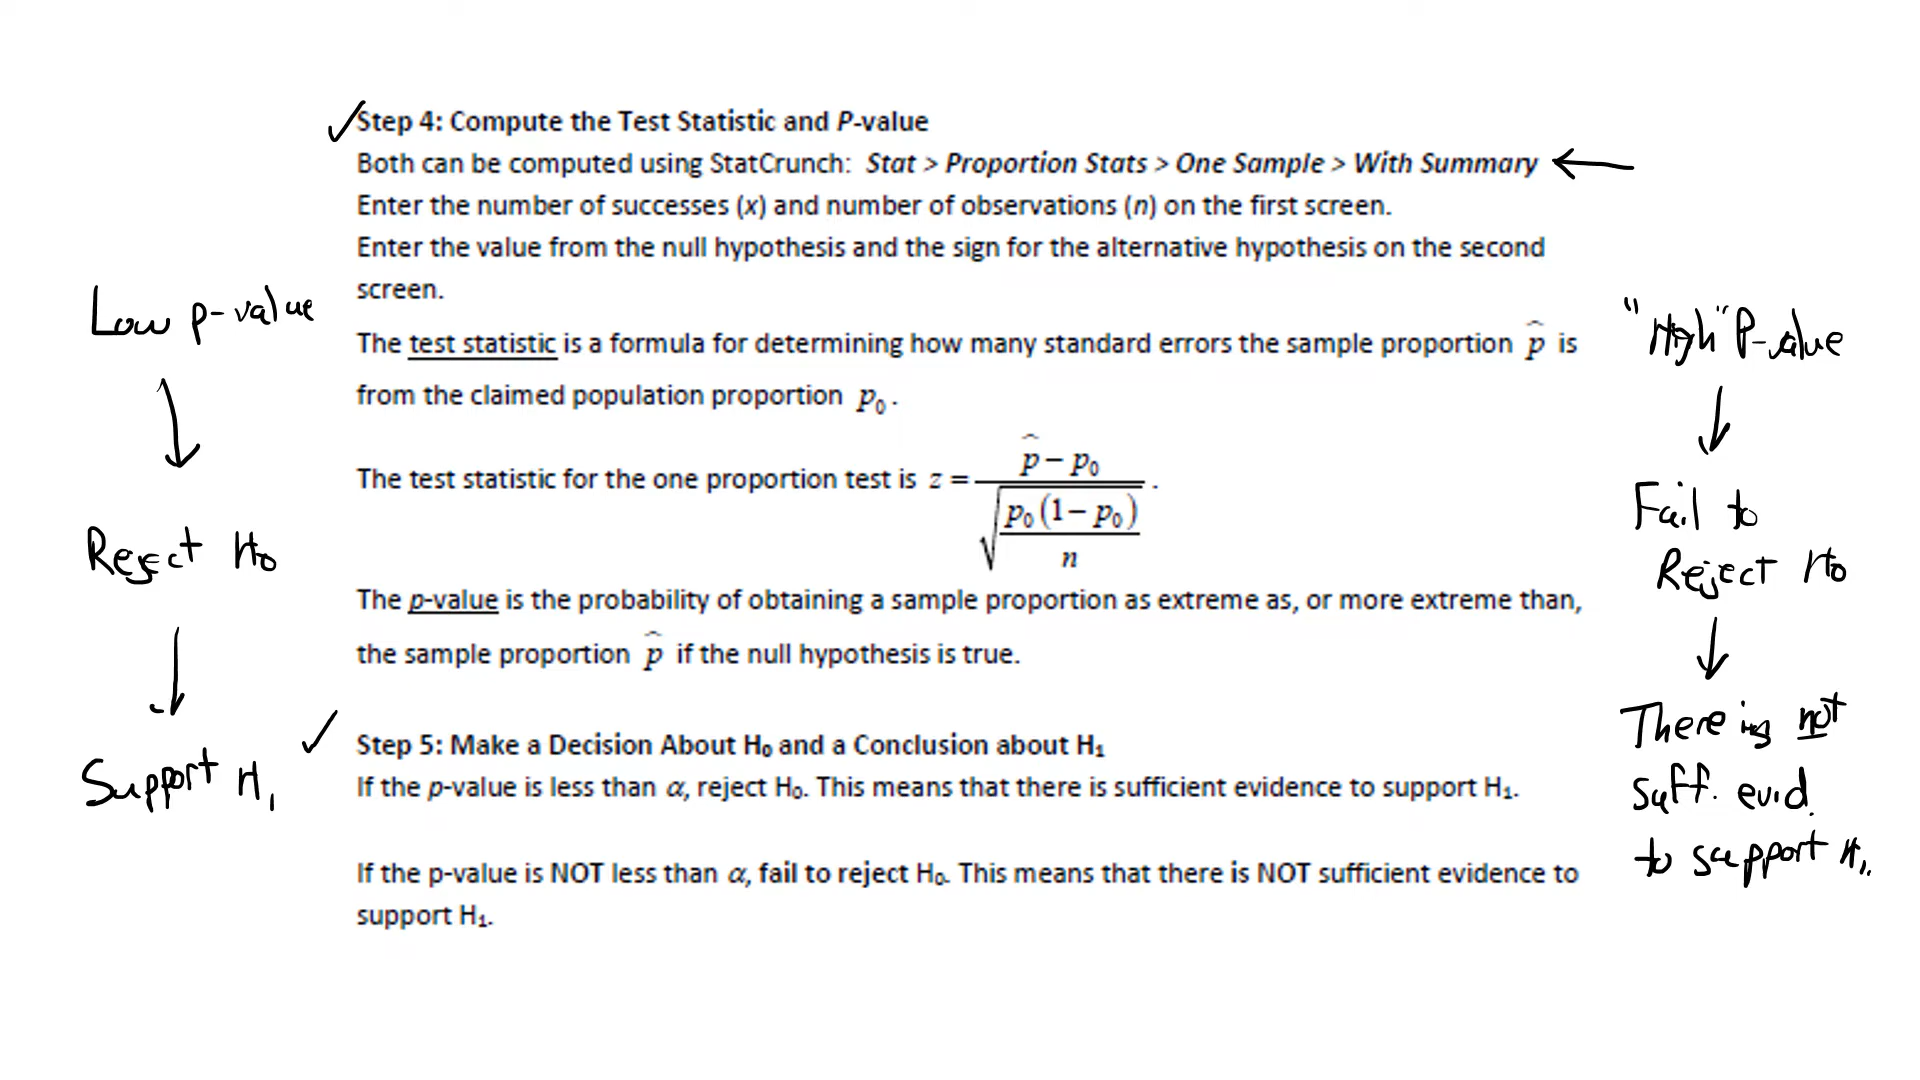 Step 4: Compute the Test Statistic and P-value
Both can be computed using StatCrunch: Stat > Proportion Stats > One Sample > With Summary
Enter the number of successes (x) and number of observations (n) on the first screen.
Enter the value from the null hypothesis and the sign for the alternative hypothesis on the second
screen.
The test statistic is a formula for determining how many standard errors the sample proportion p̂ is
from the claimed population proportion p₀.
The test statistic for the one proportion test is z = (p̂ − p₀) / √(p₀(1 − p₀) / n).
The p-value is the probability of obtaining a sample proportion as extreme as, or more extreme than,
the sample proportion p̂ if the null hypothesis is true.
Step 5: Make a Decision About H₀ and a Conclusion about H₁
If the p-value is less than α, reject H₀. This means that there is sufficient evidence to support H₁.
If the p-value is NOT less than α, fail to reject H₀. This means that there is NOT sufficient evidence to
support H₁.
Low p-value
Reject H₀
Support H₁
"High" P-value
Fail to
Reject H₀
There is not
suff. evid.
to support H₁.